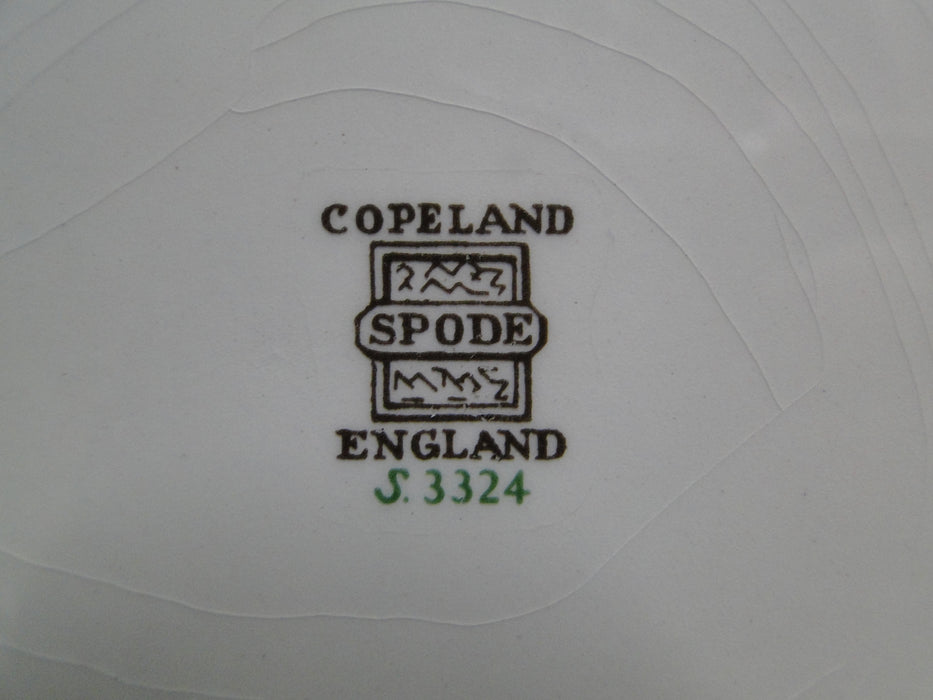 COPELAND
SPODE
ENGLAND
S. 3324